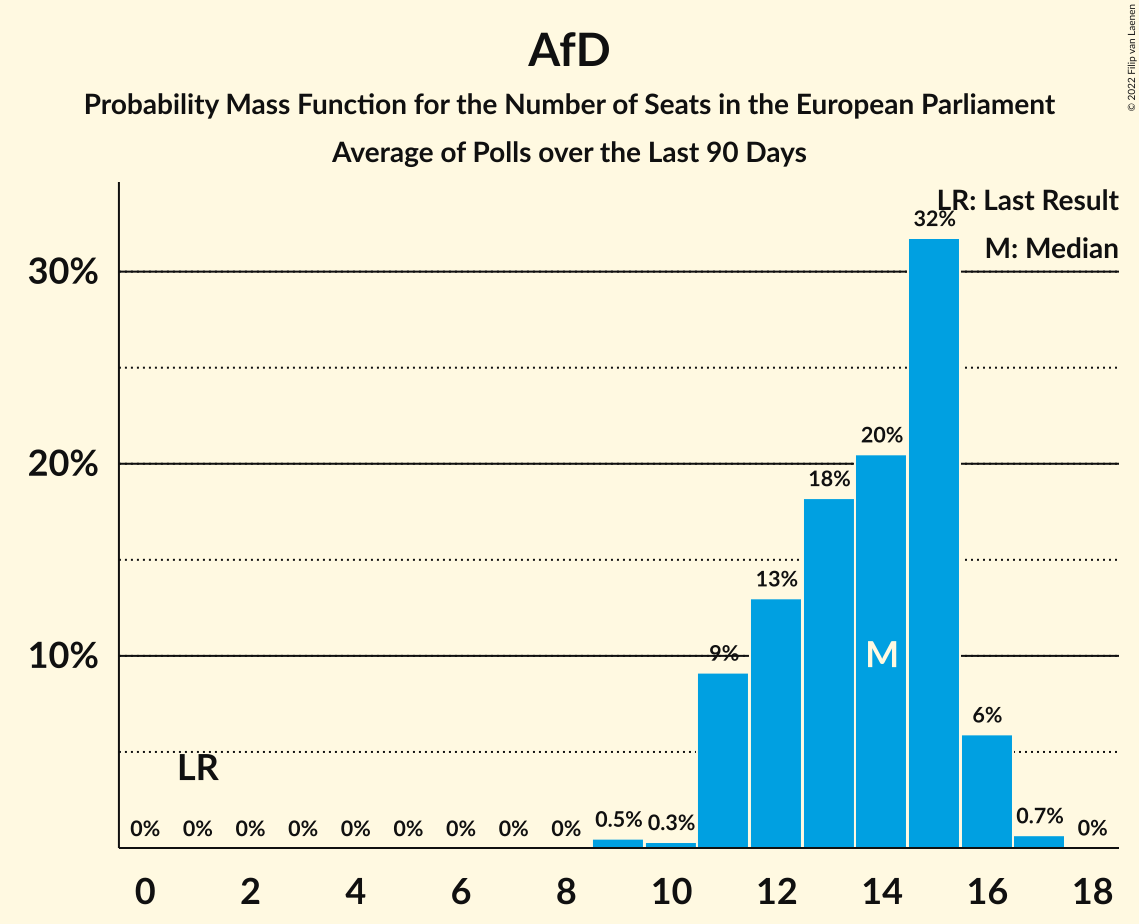 AfD
Probability Mass Function for the Number of Seats in the European Parliament
Average of Polls over the Last 90 Days
© 2022 Filip van Laenen
LR: Last Result
M: Median
30%
20%
10%
0% 0% 0% 0% 0% 0% 0% 0% 0% 0.5% 0.3% 9% 13% 18% 20% 32% 6% 0.7% 0%
LR
M
0 2 4 6 8 10 12 14 16 18